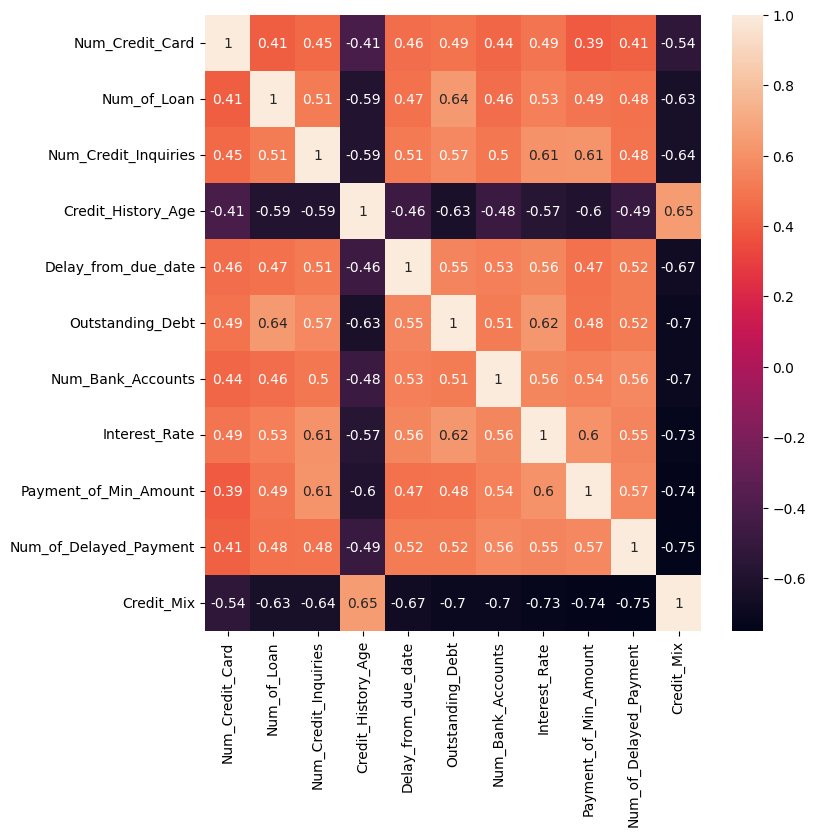 Num_Credit_Card 1 0.41 0.45 -0.41 0.46 0.49 0.44 0.49 0.39 0.41 -0.54
Num_of_Loan 0.41 1 0.51 -0.59 0.47 0.64 0.46 0.53 0.49 0.48 -0.63
Num_Credit_Inquiries 0.45 0.51 1 -0.59 0.51 0.57 0.5 0.61 0.61 0.48 -0.64
Credit_History_Age -0.41 -0.59 -0.59 1 -0.46 -0.63 -0.48 -0.57 -0.6 -0.49 0.65
Delay_from_due_date 0.46 0.47 0.51 -0.46 1 0.55 0.53 0.56 0.47 0.52 -0.67
Outstanding_Debt 0.49 0.64 0.57 -0.63 0.55 1 0.51 0.62 0.48 0.52 -0.7
Num_Bank_Accounts 0.44 0.46 0.5 -0.48 0.53 0.51 1 0.56 0.54 0.56 -0.7
Interest_Rate 0.49 0.53 0.61 -0.57 0.56 0.62 0.56 1 0.6 0.55 -0.73
Payment_of_Min_Amount 0.39 0.49 0.61 -0.6 0.47 0.48 0.54 0.6 1 0.57 -0.74
Num_of_Delayed_Payment 0.41 0.48 0.48 -0.49 0.52 0.52 0.56 0.55 0.57 1 -0.75
Credit_Mix -0.54 -0.63 -0.64 0.65 -0.67 -0.7 -0.7 -0.73 -0.74 -0.75 1
Num_Credit_Card
Num_of_Loan
Num_Credit_Inquiries
Credit_History_Age
Delay_from_due_date
Outstanding_Debt
Num_Bank_Accounts
Interest_Rate
Payment_of_Min_Amount
Num_of_Delayed_Payment
Credit_Mix
1.0
0.8
0.6
0.4
0.2
0.0
−0.2
−0.4
−0.6